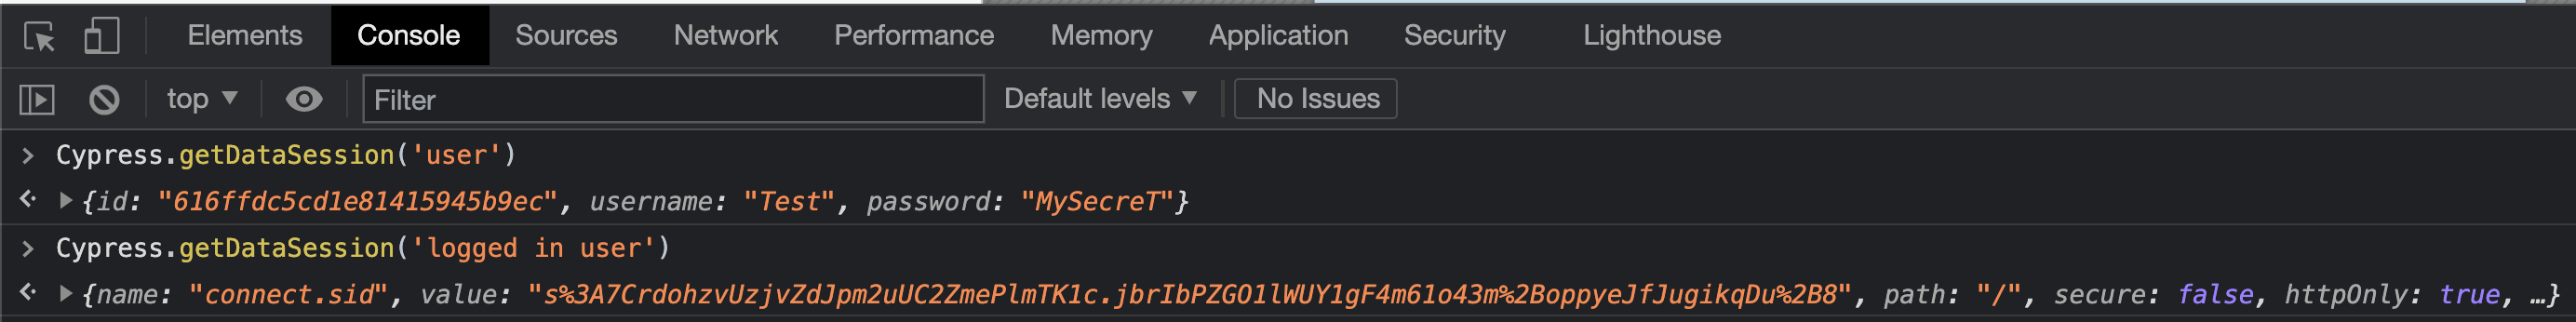 Elements Console Sources Network Performance Memory Application Security Lighthouse
top Filter Default levels No Issues
Cypress.getDataSession('user')
{id: "616ffdc5cd1e81415945b9ec", username: "Test", password: "MySecreT"}
Cypress.getDataSession('logged in user')
{name: "connect.sid", value: "s%3A7CrdohzvUzjvZdJpm2uUC2ZmePlmTK1c.jbrIbPZGO1lWUY1gF4m61o43m%2BoppyeJfJugikqDu%2B8", path: "/", secure: false, httpOnly: true, …}